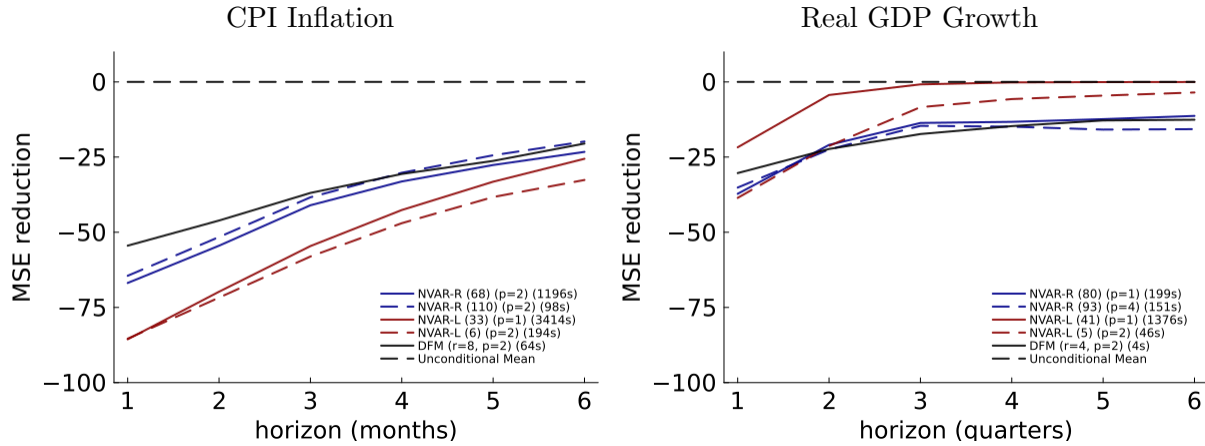 CPI Inflation
MSE reduction
0
−25
−50
−75
−100
NVAR-R (68) (p=2) (1196s)
NVAR-R (110) (p=2) (98s)
NVAR-L (33) (p=1) (3414s)
NVAR-L (6) (p=2) (194s)
DFM (r=8, p=2) (64s)
Unconditional Mean
1 2 3 4 5 6
horizon (months)
Real GDP Growth
MSE reduction
0
−25
−50
−75
−100
NVAR-R (80) (p=1) (199s)
NVAR-R (93) (p=4) (151s)
NVAR-L (41) (p=1) (1376s)
NVAR-L (5) (p=2) (46s)
DFM (r=4, p=2) (4s)
Unconditional Mean
1 2 3 4 5 6
horizon (quarters)